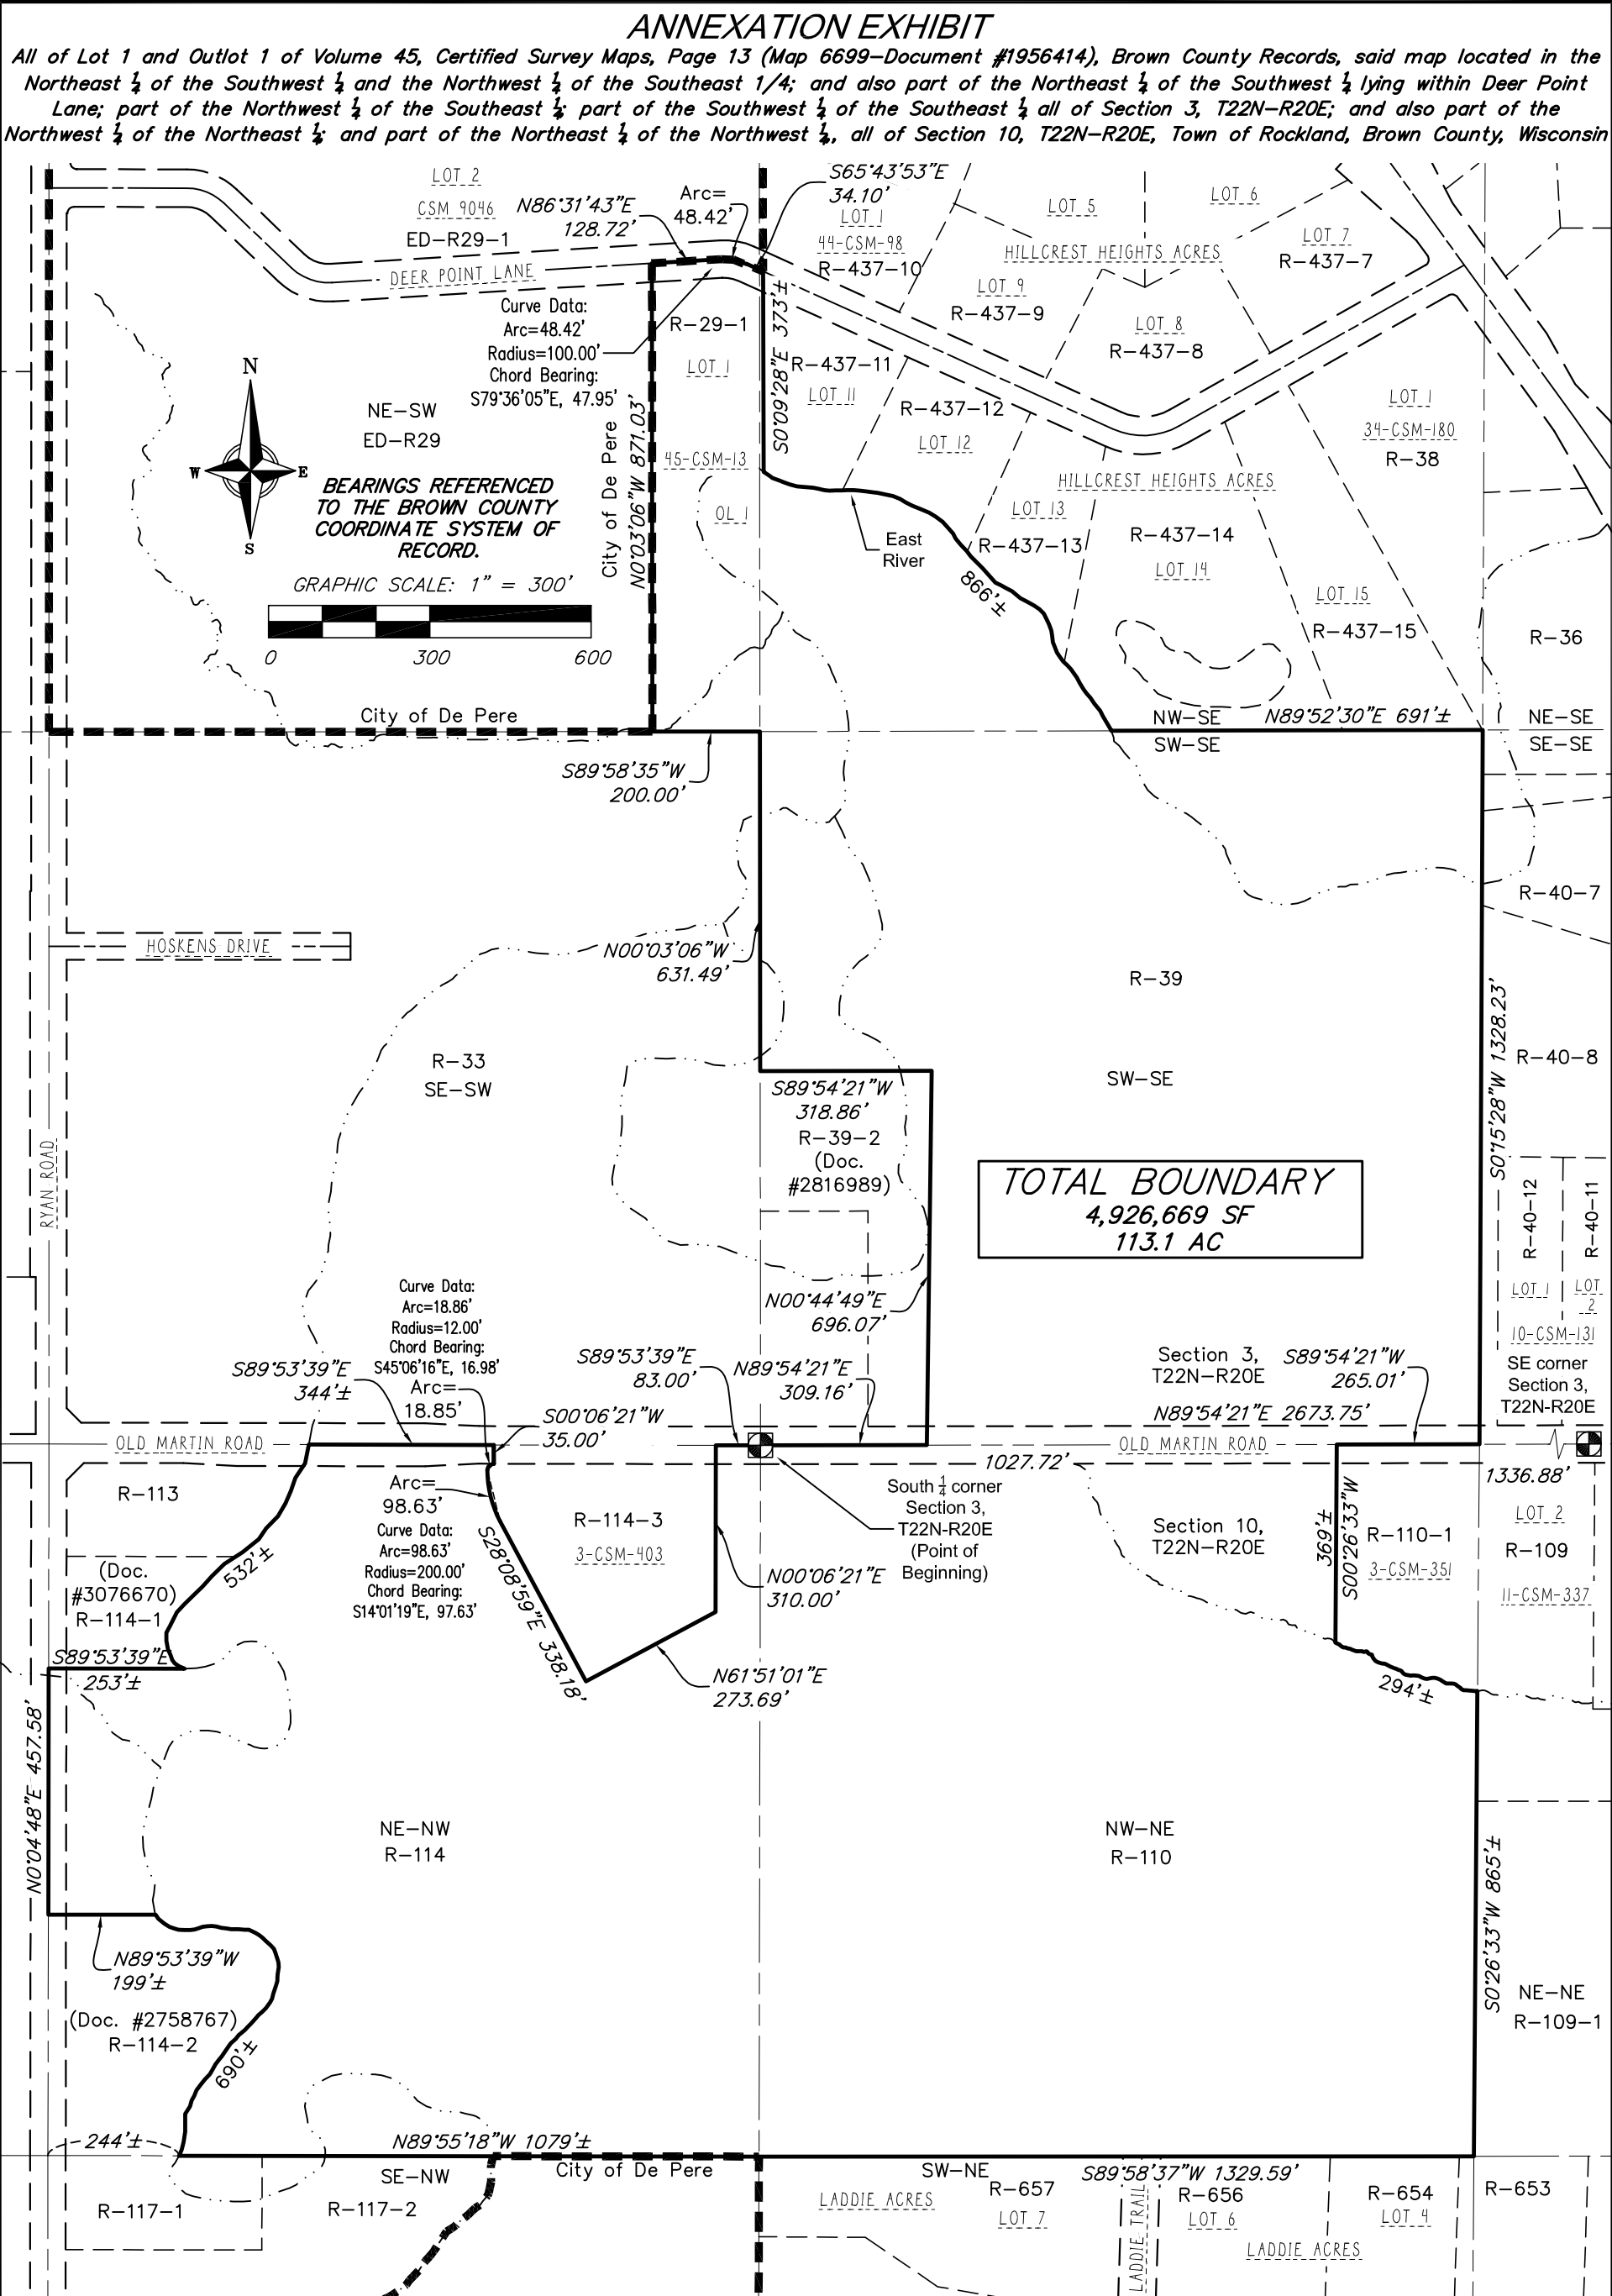 ANNEXATION EXHIBIT
All of Lot 1 and Outlot 1 of Volume 45, Certified Survey Maps, Page 13 (Map 6699–Document #1956414), Brown County Records, said map located in the
Northeast ¼ of the Southwest ¼ and the Northwest ¼ of the Southeast 1/4; and also part of the Northeast ¼ of the Southwest ¼ lying within Deer Point
Lane; part of the Northwest ¼ of the Southeast ¼; part of the Southwest ¼ of the Southeast ¼ all of Section 3, T22N–R20E; and also part of the
Northwest ¼ of the Northeast ¼; and part of the Northeast ¼ of the Northwest ¼, all of Section 10, T22N–R20E, Town of Rockland, Brown County, Wisconsin
LOT 2
CSM 9046
ED–R29–1
N86°31'43"E
128.72'
Arc=
48.42'
S65°43'53"E
34.10'
LOT 1
44–CSM–98
R–437–10
LOT 5
LOT 6
HILLCREST HEIGHTS ACRES
LOT 7
R–437–7
DEER POINT LANE
LOT 9
R–437–9
LOT 8
R–437–8
Curve Data:
Arc=48.42'
Radius=100.00'
Chord Bearing:
S79°36'05"E, 47.95'
R–29–1
LOT 1
S0°09'28"E 373'±
R–437–11
LOT 11
R–437–12
LOT 12
LOT 1
34–CSM–180
R–38
N
W
E
S
NE–SW
ED–R29
BEARINGS REFERENCED
TO THE BROWN COUNTY
COORDINATE SYSTEM OF
RECORD.
GRAPHIC SCALE: 1" = 300'
0
300
600
City of De Pere
N0°03'06"W 871.03'
45–CSM–13
OL 1
East
River
866'±
HILLCREST HEIGHTS ACRES
LOT 13
R–437–13
R–437–14
LOT 14
LOT 15
R–437–15
R–36
City of De Pere
NW–SE
SW–SE
N89°52'30"E 691'±
NE–SE
SE–SE
S89°58'35"W
200.00'
R–40–7
HOSKENS DRIVE
N00°03'06"W
631.49'
R–39
S0°15'28"W 1328.23'
R–40–8
R–33
SE–SW
SW–SE
S89°54'21"W
318.86'
R–39–2
(Doc.
#2816989)
RYAN ROAD
TOTAL BOUNDARY
4,926,669 SF
113.1 AC
R–40–12
R–40–11
LOT 1
LOT
2
10–CSM–131
Curve Data:
Arc=18.86'
Radius=12.00'
Chord Bearing:
S45°06'16"E, 16.98'
N00°44'49"E
696.07'
S89°53'39"E
344'±
Arc=
18.85'
S89°53'39"E
83.00'
N89°54'21"E
309.16'
Section 3,
T22N–R20E
S89°54'21"W
265.01'
SE corner
Section 3,
T22N-R20E
S00°06'21"W
35.00'
N89°54'21"E 2673.75'
OLD MARTIN ROAD
OLD MARTIN ROAD
1027.72'
1336.88'
R–113
Arc=
98.63'
Curve Data:
Arc=98.63'
Radius=200.00'
Chord Bearing:
S14°01'19"E, 97.63'
R–114–3
3–CSM–403
South ¼ corner
Section 3,
T22N-R20E
(Point of
Beginning)
Section 10,
T22N–R20E
369'±
S00°26'33"W
R–110–1
3–CSM–351
LOT 2
R–109
11–CSM–337
532'±
(Doc.
#3076670)
R–114–1
S28°08'59"E 338.18'
N00°06'21"E
310.00'
S89°53'39"E
253'±
N61°51'01"E
273.69'
294'±
N0°04'48"E 457.58'
NE–NW
R–114
NW–NE
R–110
S0°26'33"W 865'±
N89°53'39"W
199'±
(Doc. #2758767)
R–114–2
690'±
NE–NE
R–109–1
244'±
N89°55'18"W 1079'±
SE–NW
City of De Pere
SW–NE
S89°58'37"W 1329.59'
R–117–1
R–117–2
LADDIE ACRES
R–657
LOT 7
LADDIE TRAIL
R–656
LOT 6
LADDIE ACRES
R–654
LOT 4
R–653